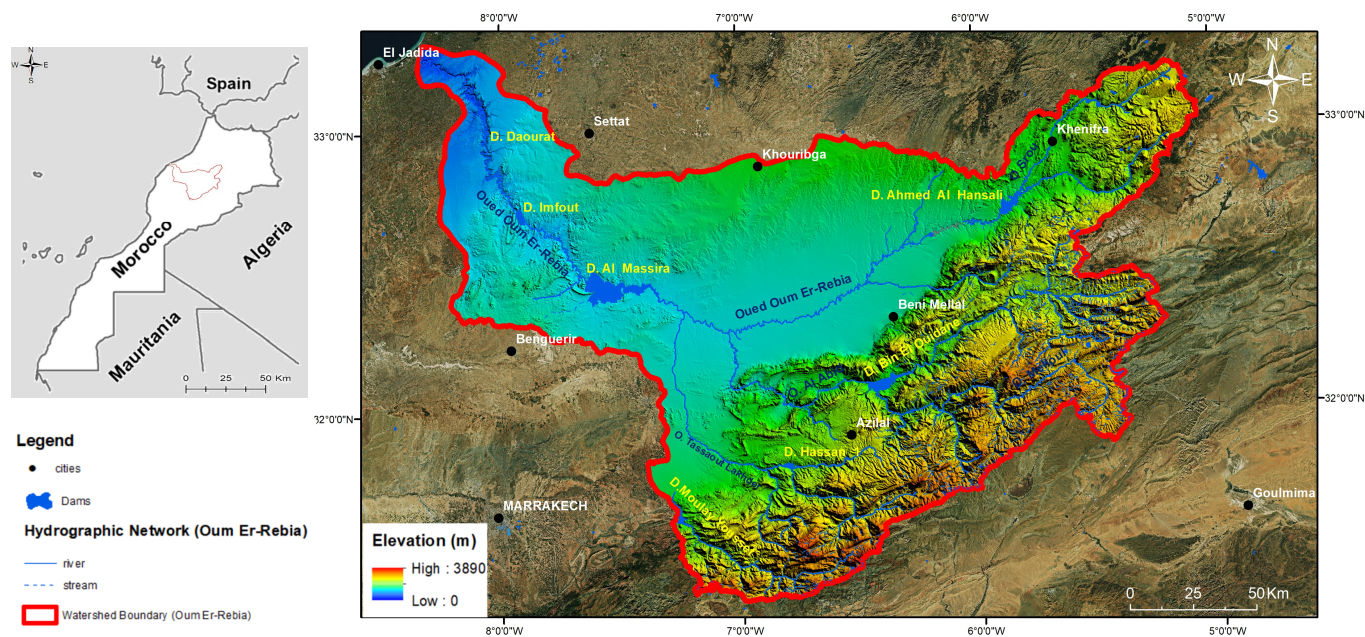 N
W E
S
Spain
Morocco
Algeria
Mauritania
0 25 50 Km
Legend
cities
Dams
Hydrographic Network (Oum Er-Rebia)
river
stream
Watershed Boundary (Oum Er-Rebia)
8°0'0"W 7°0'0"W 6°0'0"W 5°0'0"W
33°0'0"N
32°0'0"N
33°0'0"N
32°0'0"N
N
W E
S
El Jadida
Settat
Khouribga
Khenifra
D. Daourat
D. Imfout
Oued Oum Er-Rebia
D. Al Massira
D. Ahmed Al Hansali
Oued Oum Er-Rebia
Beni Mellal
Benguerir
Azilal
D. Hassan I
O. Tassaout
MARRAKECH
Goulmima
Elevation (m)
High : 3890
Low : 0
0 25 50 Km
8°0'0"W 7°0'0"W 6°0'0"W 5°0'0"W